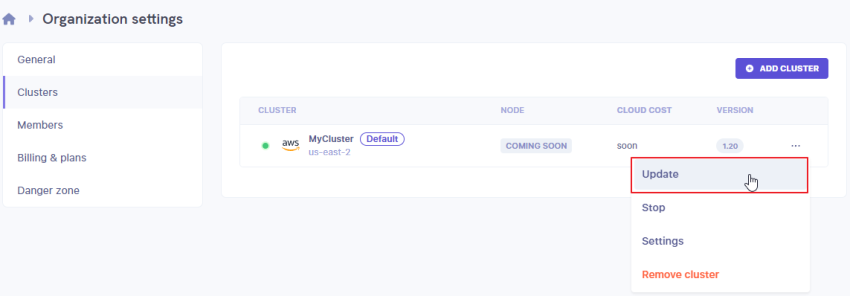 Organization settings
General
Clusters
Members
Billing & plans
Danger zone
ADD CLUSTER
CLUSTER NODE CLOUD COST VERSION
aws MyCluster Default COMING SOON soon 1.20 ...
us-east-2
Update
Stop
Settings
Remove cluster